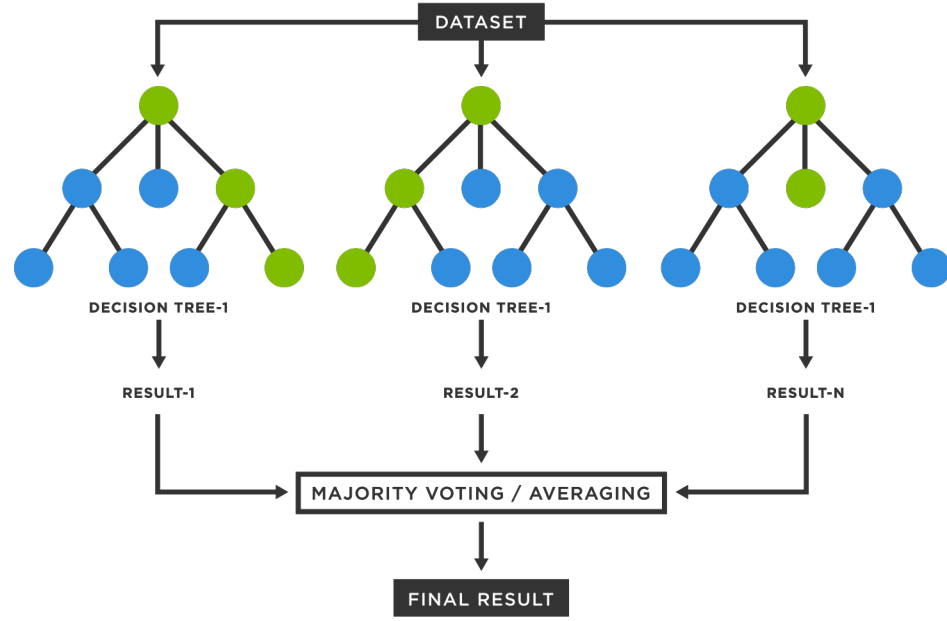 DATASET
DECISION TREE-1
DECISION TREE-1
DECISION TREE-1
RESULT-1
RESULT-2
RESULT-N
MAJORITY VOTING / AVERAGING
FINAL RESULT